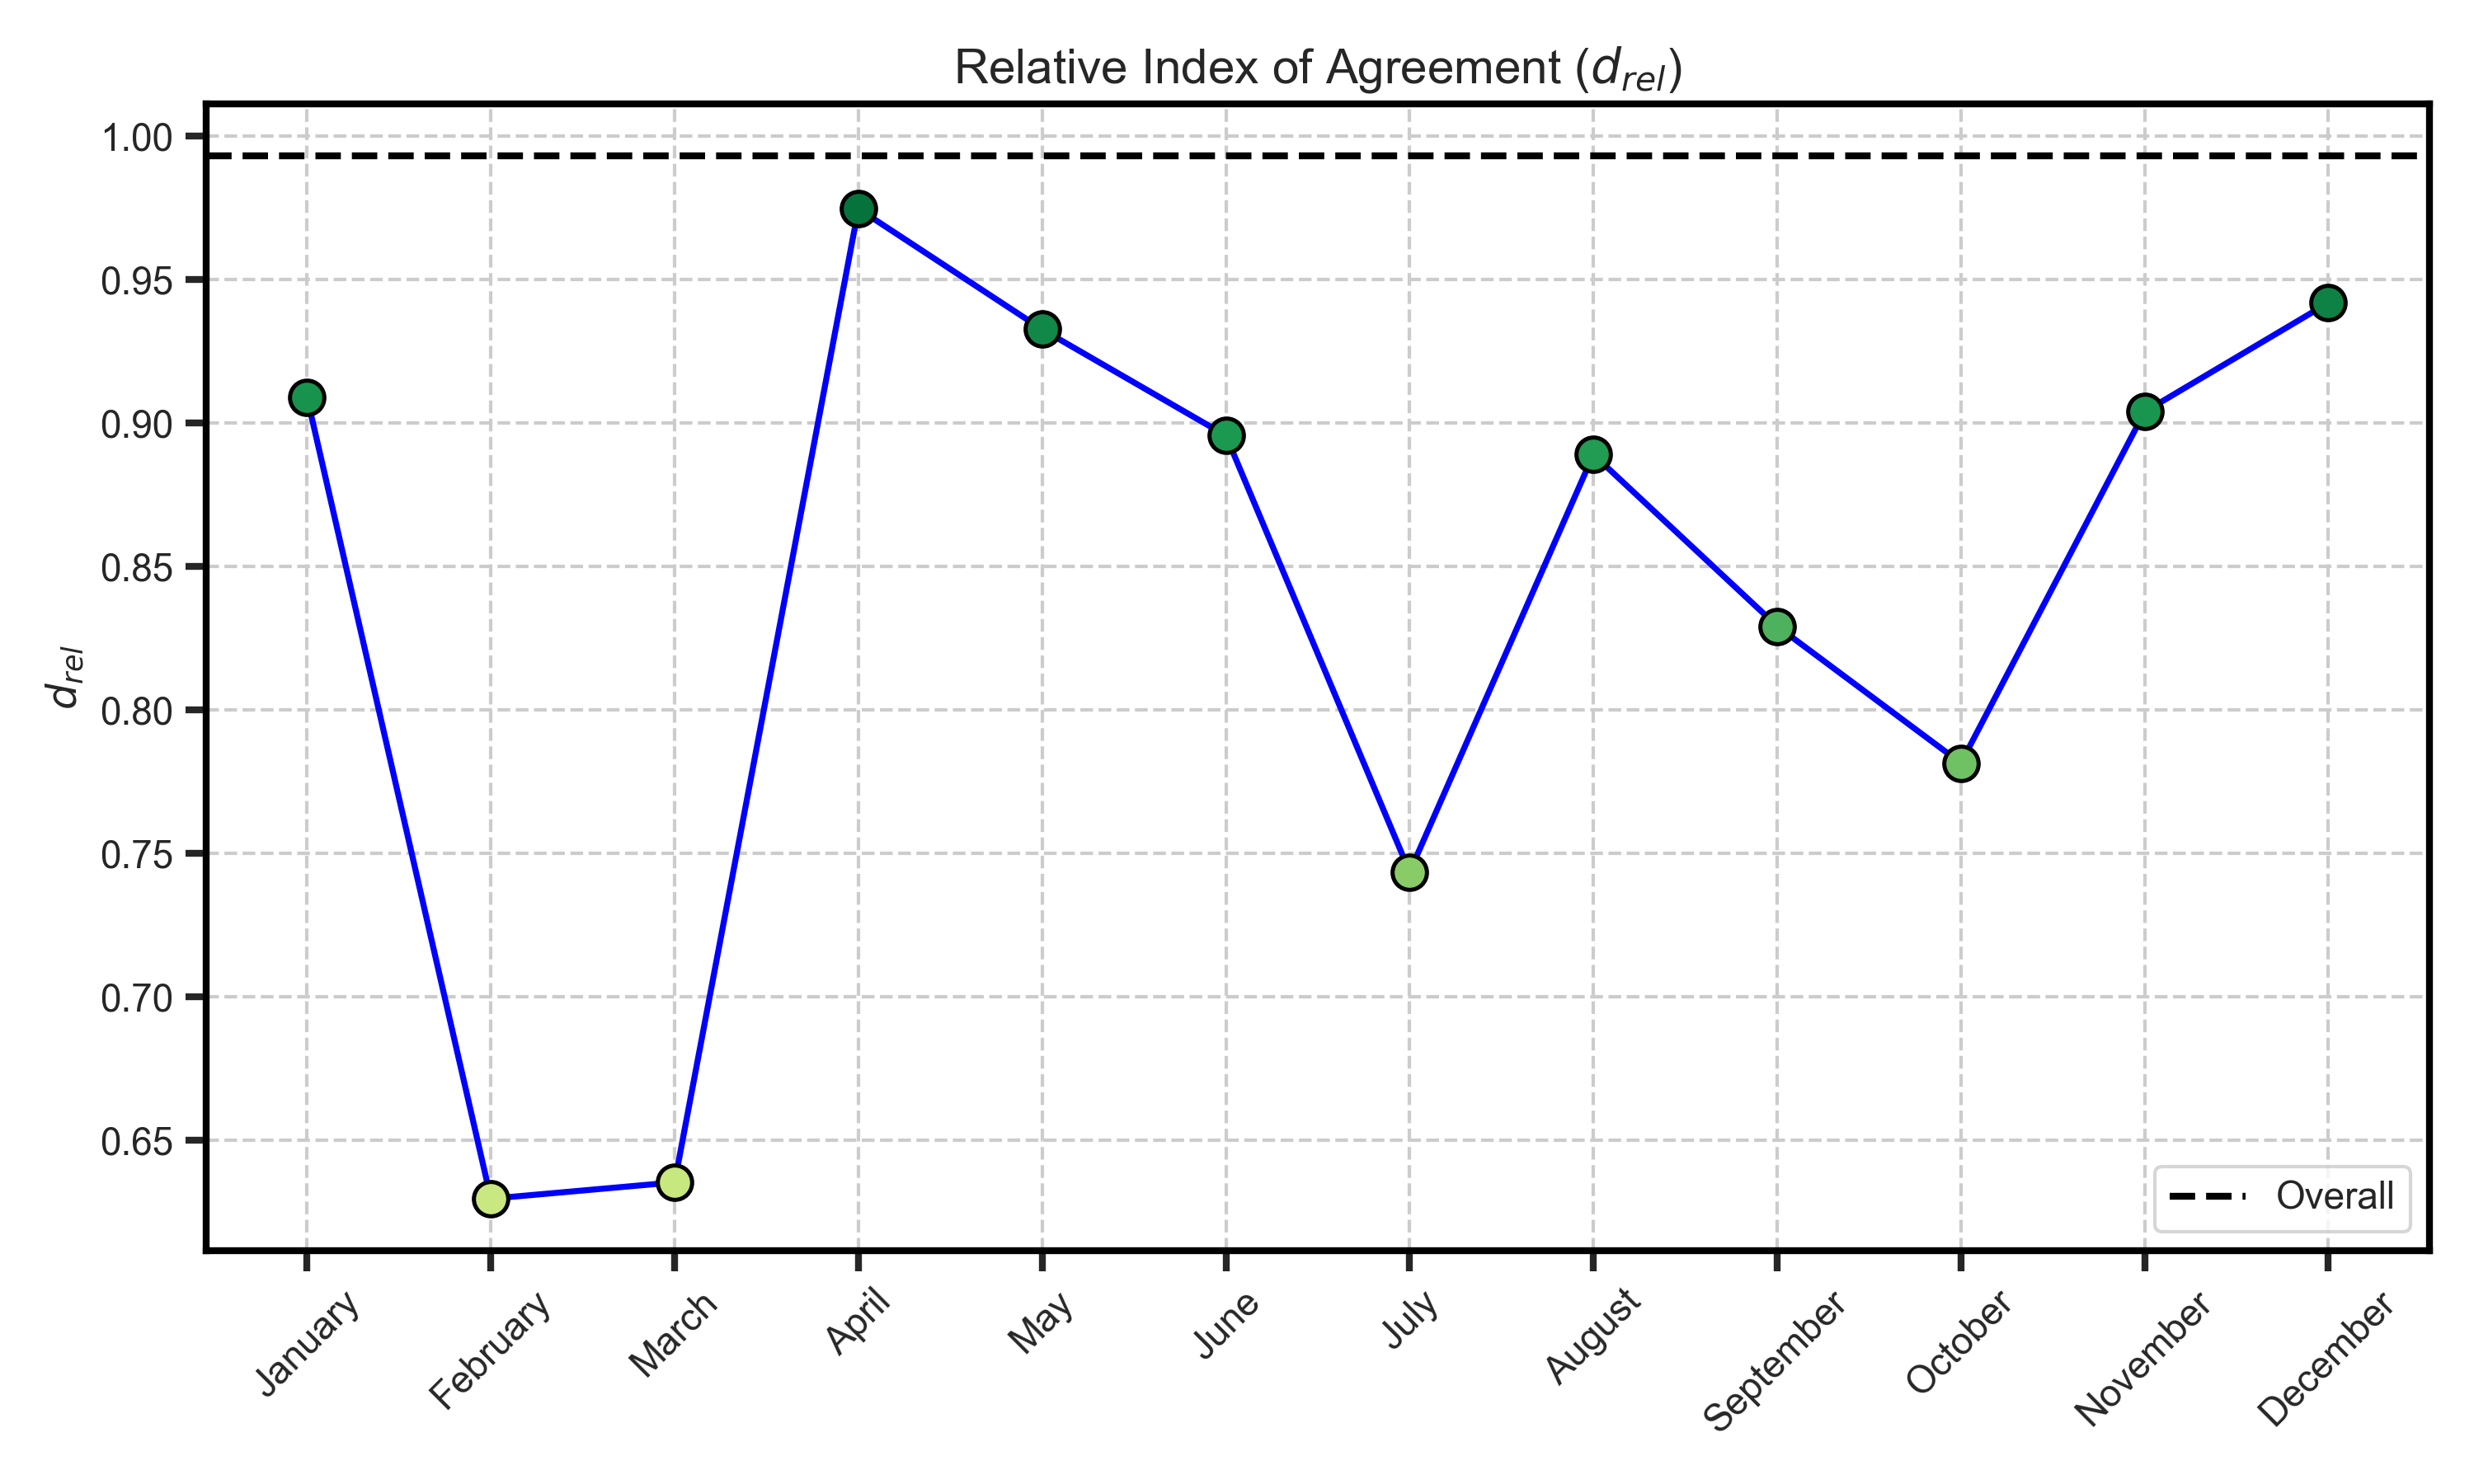 Relative Index of Agreement (d_rel)
1.00
0.95
0.90
0.85
0.80
0.75
0.70
0.65
d_rel
Overall
January
February
March
April
May
June
July
August
September
October
November
December